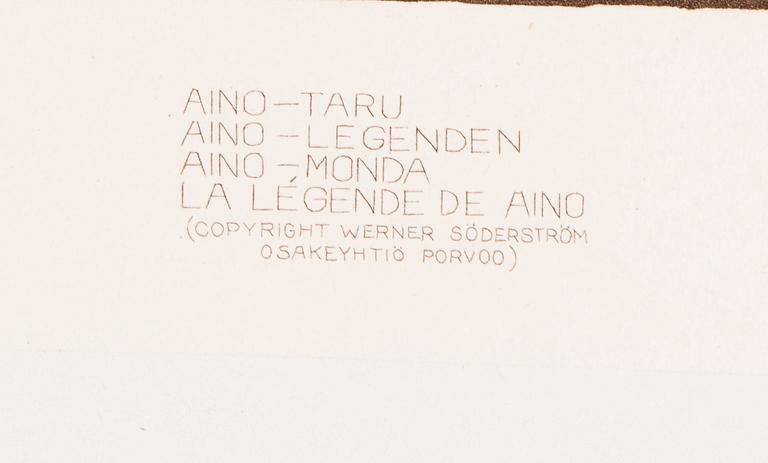 AINO–TARU
AINO–LEGENDEN
AINO–MONDA
LA LÉGENDE DE AINO
(COPYRIGHT WERNER SÖDERSTRÖM
OSAKEYHTIÖ PORVOO)